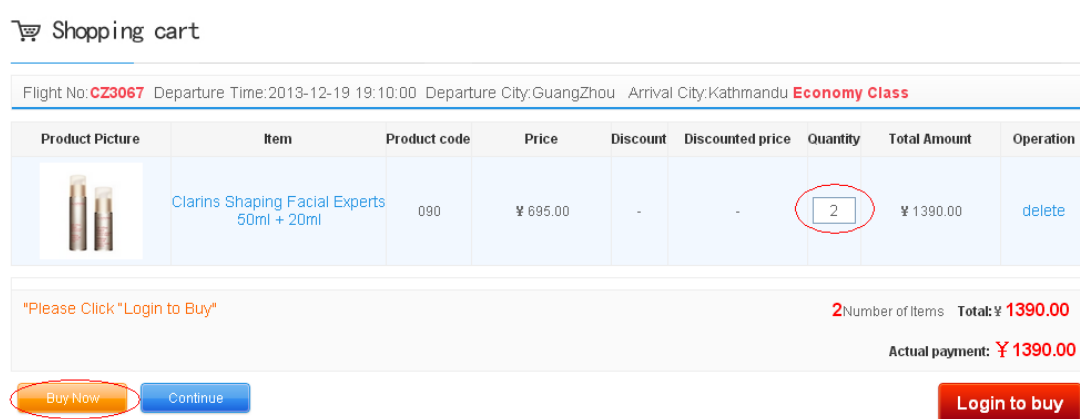 Shopping cart
Flight No:CZ3067 Departure Time:2013-12-19 19:10:00 Departure City:GuangZhou Arrival City:Kathmandu Economy Class
Product Picture Item Product code Price Discount Discounted price Quantity Total Amount Operation
Clarins Shaping Facial Experts
50ml + 20ml
090 ¥ 695.00 - - 2 ¥ 1390.00 delete
"Please Click "Login to Buy" 2Number of Items Total:¥ 1390.00
Actual payment: ¥1390.00
Buy Now Continue Login to buy